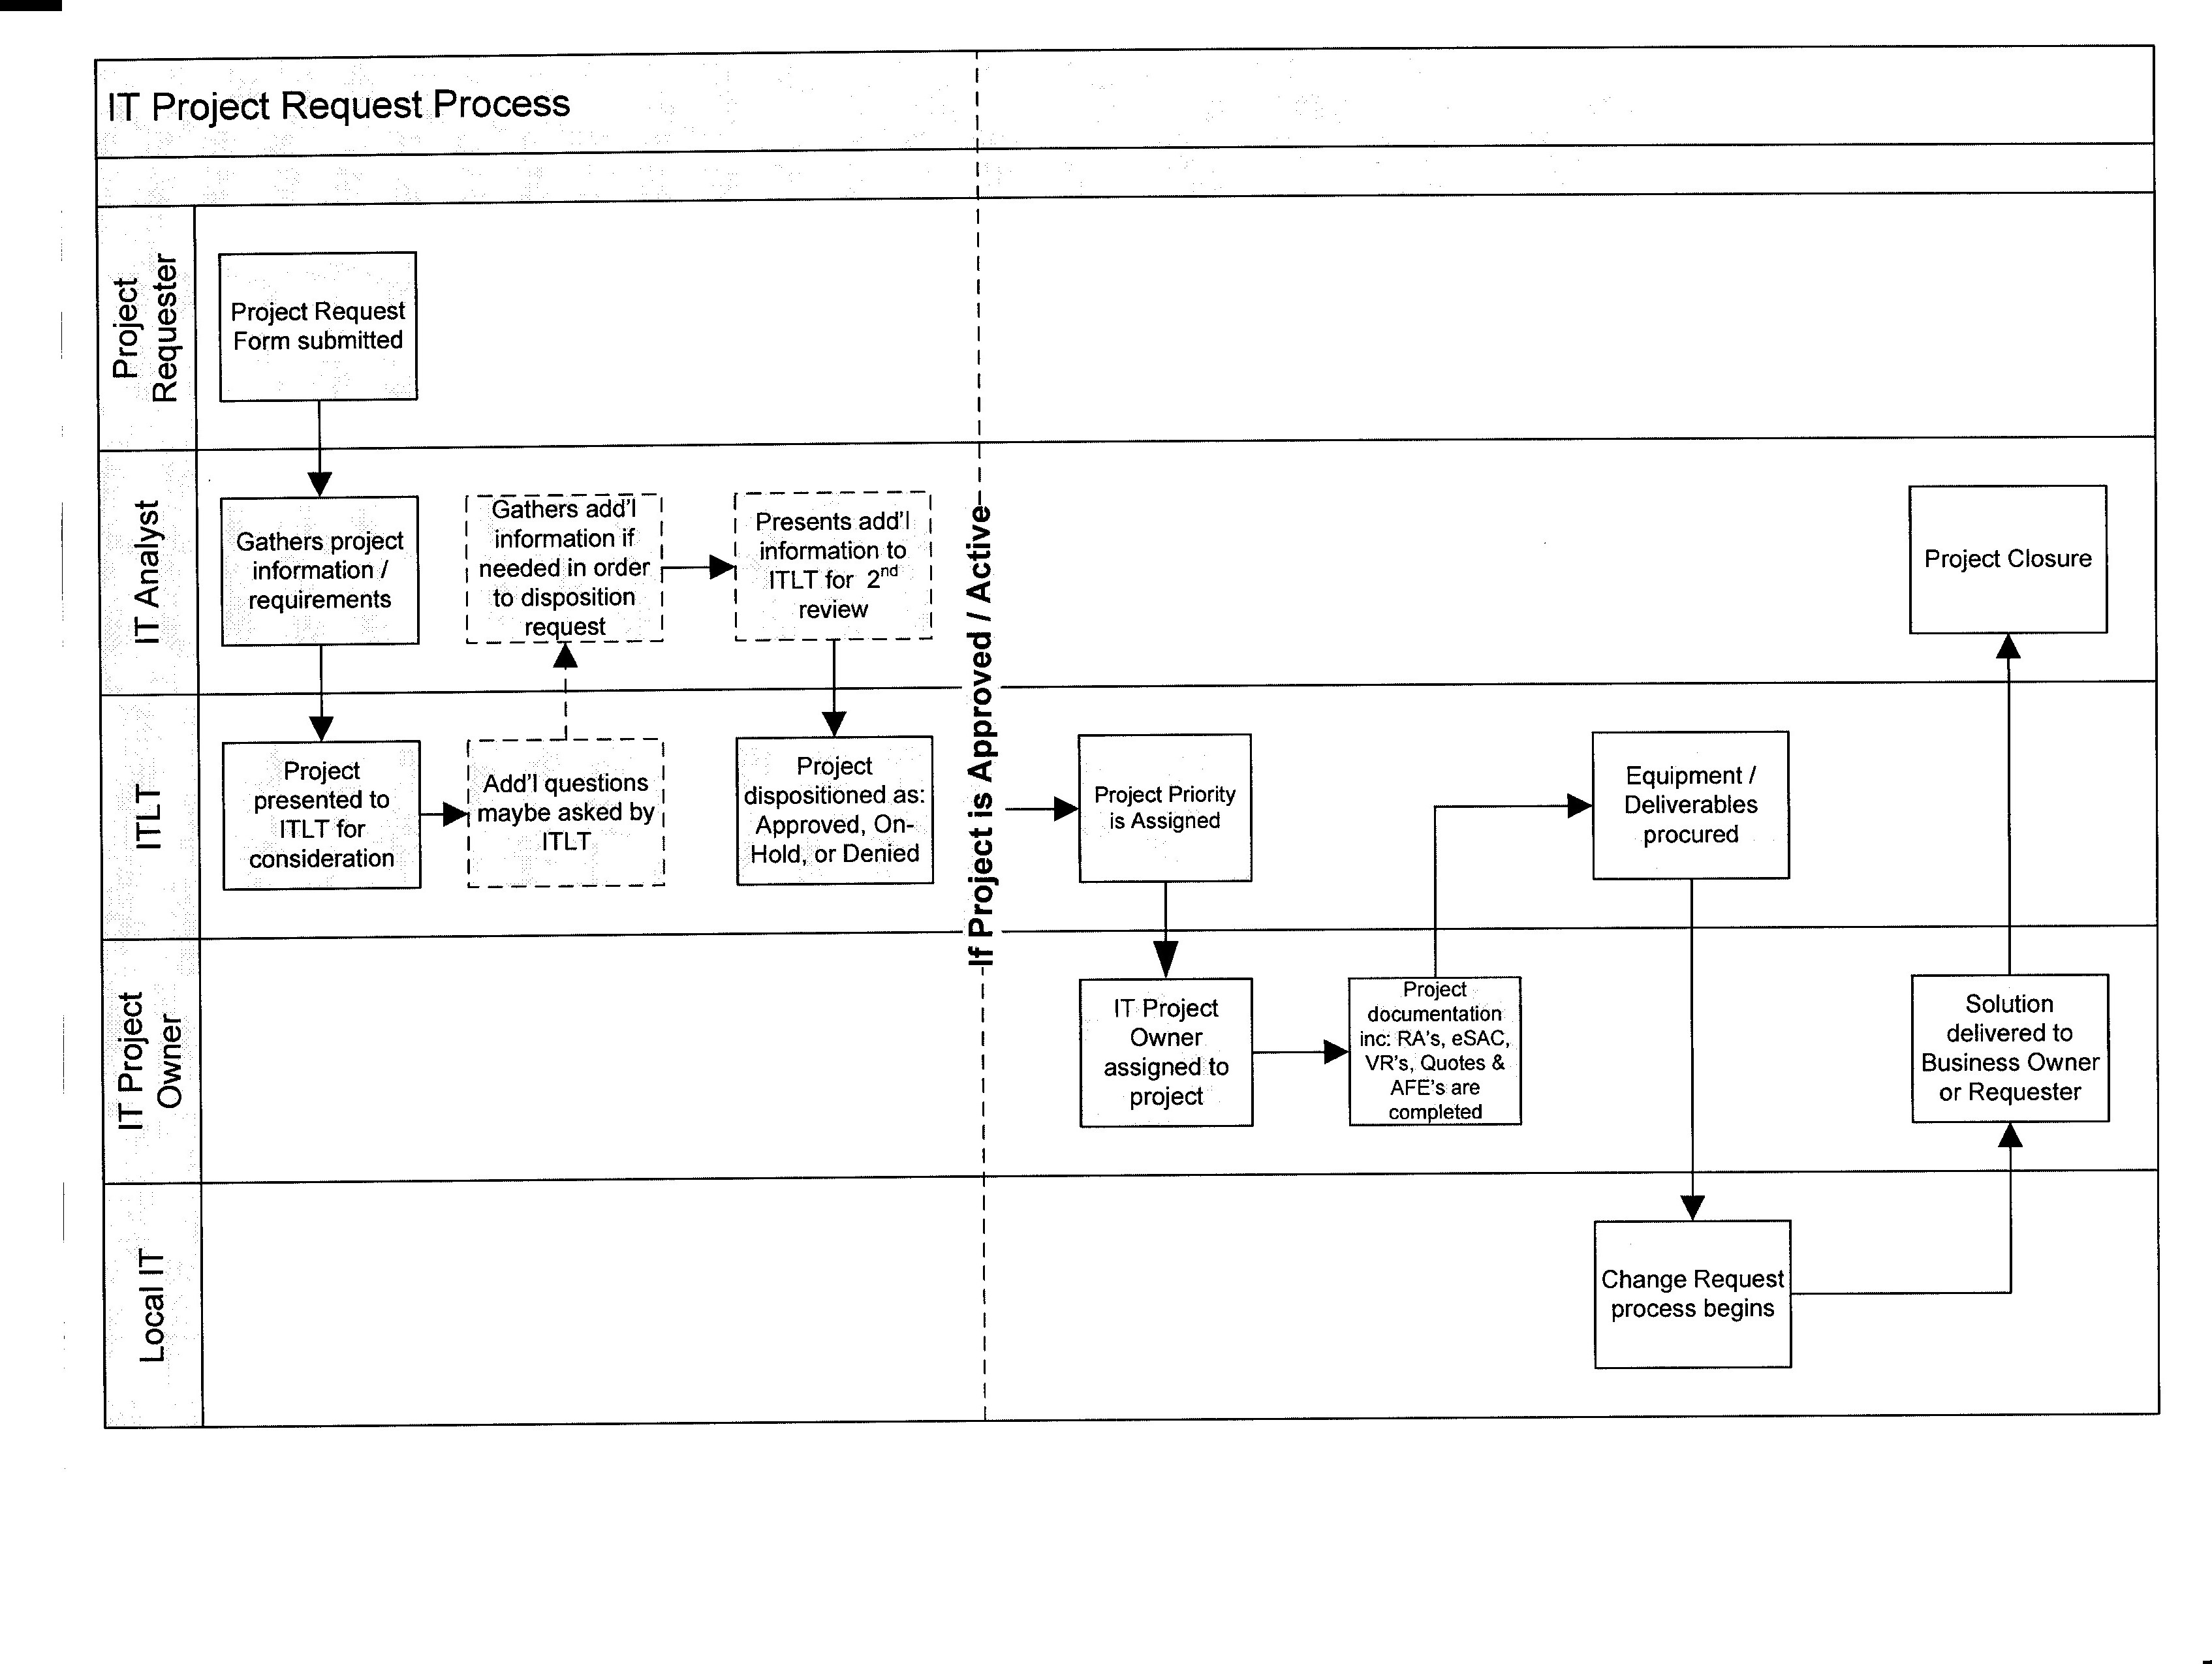 IT Project Request Process
Project
Requester
Project Request
Form submitted
IT Analyst
Gathers project
information /
requirements
Gathers add'l
information if
needed in order
to disposition
request
Presents add'l
information to
ITLT for 2nd
review
Project Closure
If Project is Approved / Active
ITLT
Project
presented to
ITLT for
consideration
Add'l questions
maybe asked by
ITLT
Project
dispositioned as:
Approved, On-
Hold, or Denied
Project Priority
is Assigned
Equipment /
Deliverables
procured
IT Project
Owner
IT Project
Owner
assigned to
project
Project
documentation
inc: RA's, eSAC,
VR's, Quotes &
AFE's are
completed
Solution
delivered to
Business Owner
or Requester
Local IT
Change Request
process begins